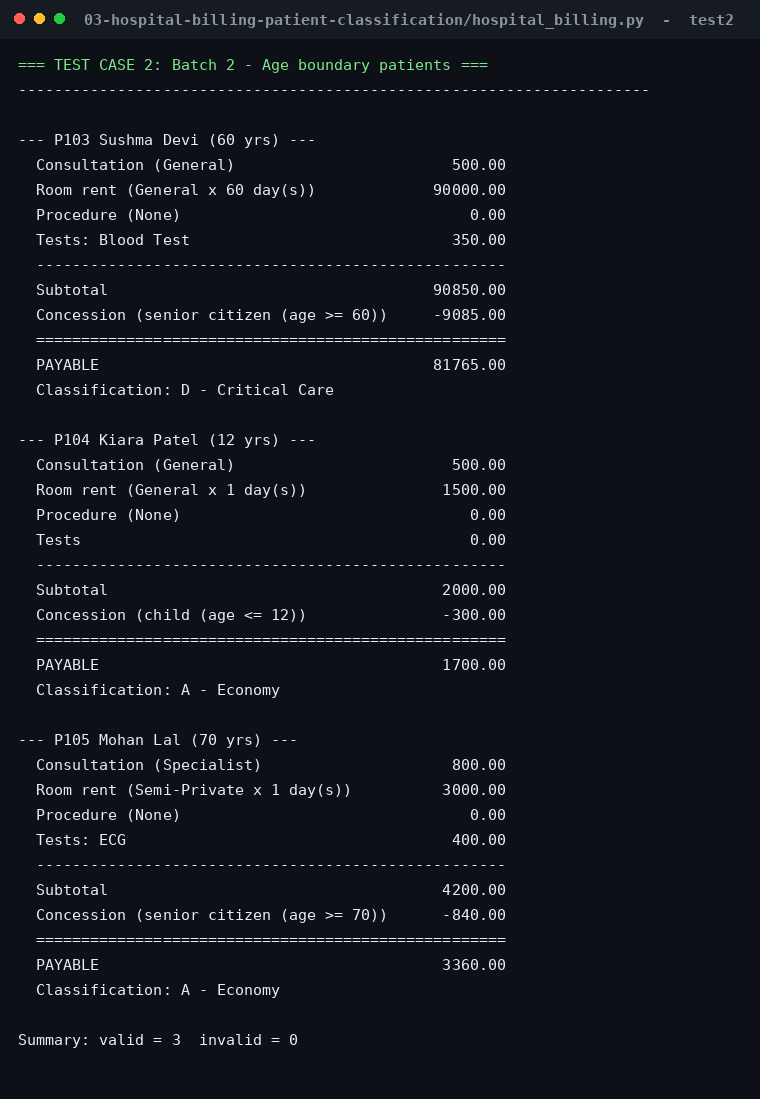 03-hospital-billing-patient-classification/hospital_billing.py - test2
=== TEST CASE 2: Batch 2 - Age boundary patients ===
----------------------------------------------------------------------
--- P103 Sushma Devi (60 yrs) ---
Consultation (General) 500.00
Room rent (General x 60 day(s)) 90000.00
Procedure (None) 0.00
Tests: Blood Test 350.00
----------------------------------------------------
Subtotal 90850.00
Concession (senior citizen (age >= 60)) -9085.00
====================================================
PAYABLE 81765.00
Classification: D - Critical Care
--- P104 Kiara Patel (12 yrs) ---
Consultation (General) 500.00
Room rent (General x 1 day(s)) 1500.00
Procedure (None) 0.00
Tests 0.00
----------------------------------------------------
Subtotal 2000.00
Concession (child (age <= 12)) -300.00
====================================================
PAYABLE 1700.00
Classification: A - Economy
--- P105 Mohan Lal (70 yrs) ---
Consultation (Specialist) 800.00
Room rent (Semi-Private x 1 day(s)) 3000.00
Procedure (None) 0.00
Tests: ECG 400.00
----------------------------------------------------
Subtotal 4200.00
Concession (senior citizen (age >= 70)) -840.00
====================================================
PAYABLE 3360.00
Classification: A - Economy
Summary: valid = 3 invalid = 0